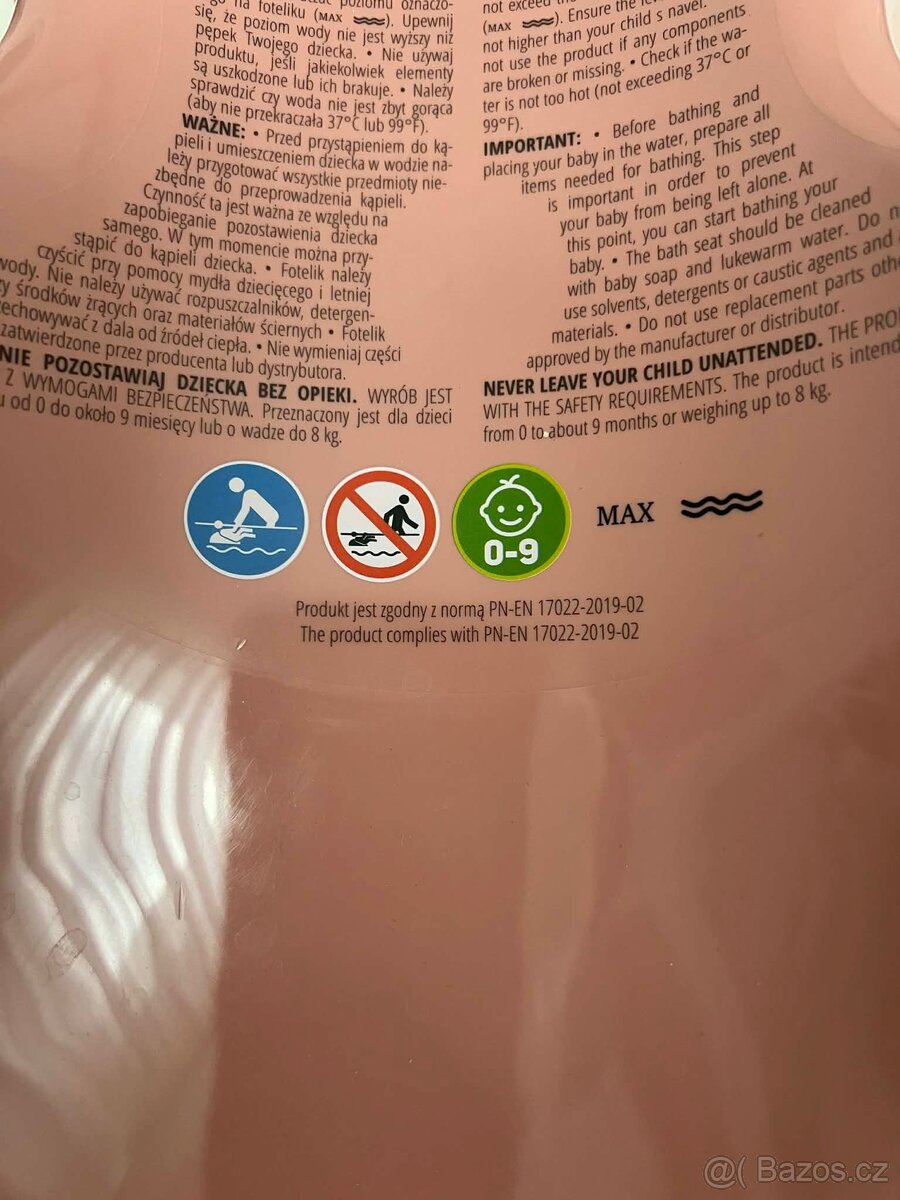 poziomu oznaczo-
go na foteliku (MAX). Upewnij
się, że poziom wody nie jest wyższy niż
pępek Twojego dziecka. • Nie używaj
produktu, jeśli jakiekolwiek elementy
są uszkodzone lub ich brakuje. • Należy
sprawdzić czy woda nie jest zbyt gorąca
(aby nie przekraczała 37°C lub 99°F).
WAŻNE: • Przed przystąpieniem do ką-
pieli i umieszczeniem dziecka w wodzie na-
leży przygotować wszystkie przedmioty nie-
zbędne do przeprowadzenia kąpieli.
Czynność ta jest ważna ze względu na
zapobieganie pozostawienia dziecka
samego. W tym momencie można przy-
stąpić do kąpieli dziecka. • Fotelik należy
czyścić przy pomocy mydła dziecięcego i letniej
wody. Nie należy używać rozpuszczalników, detergen-
y środków żrących oraz materiałów ściernych • Fotelik
zechowywać z dala od źródeł ciepła. • Nie wymieniaj części
zatwierdzone przez producenta lub dystrybutora.
NIE POZOSTAWIAJ DZIECKA BEZ OPIEKI. WYRÓB JEST
Z WYMOGAMI BEZPIECZEŃSTWA. Przeznaczony jest dla dzieci
u od 0 do około 9 miesięcy lub o wadze do 8 kg.
not exceed the
(MAX). Ensure the
not higher than your child s navel.
not use the product if any components
are broken or missing. • Check if the wa-
ter is not too hot (not exceeding 37°C or
99°F).
IMPORTANT: • Before bathing and
placing your baby in the water, prepare all
items needed for bathing. This step
is important in order to prevent
your baby from being left alone. At
this point, you can start bathing your
baby. • The bath seat should be cleaned
with baby soap and lukewarm water. Do n
use solvents, detergents or caustic agents and
materials. • Do not use replacement parts othe
approved by the manufacturer or distributor.
NEVER LEAVE YOUR CHILD UNATTENDED. THE PRO
WITH THE SAFETY REQUIREMENTS. The product is intend
from 0 to about 9 months or weighing up to 8 kg.
0-9
MAX
Produkt jest zgodny z normą PN-EN 17022-2019-02
The product complies with PN-EN 17022-2019-02
@( Bazos.cz